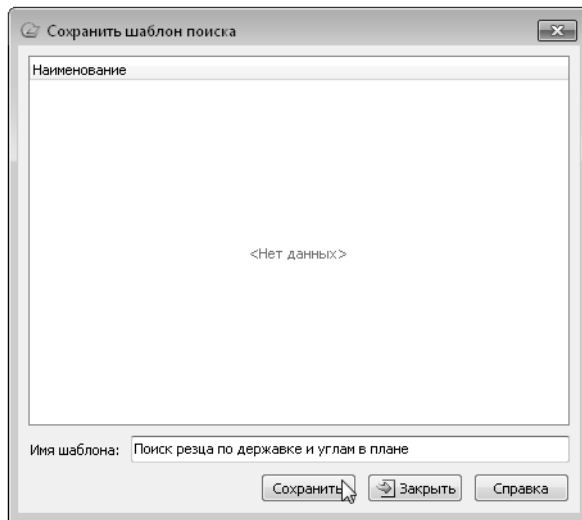 Сохранить шаблон поиска
Наименование
<Нет данных>
Имя шаблона: Поиск резца по державке и углам в плане
Сохранить Закрыть Справка